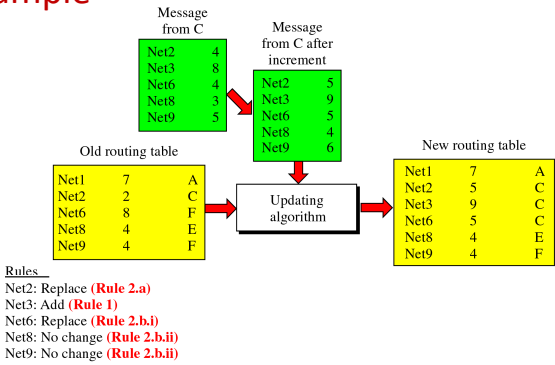 Message
from C
Net2 4
Net3 8
Net6 4
Net8 3
Net9 5
Message
from C after
increment
Net2 5
Net3 9
Net6 5
Net8 4
Net9 6
Old routing table
Net1 7 A
Net2 2 C
Net6 8 F
Net8 4 E
Net9 4 F
Updating
algorithm
New routing table
Net1 7 A
Net2 5 C
Net3 9 C
Net6 5 C
Net8 4 E
Net9 4 F
Rules
Net2: Replace (Rule 2.a)
Net3: Add (Rule 1)
Net6: Replace (Rule 2.b.i)
Net8: No change (Rule 2.b.ii)
Net9: No change (Rule 2.b.ii)